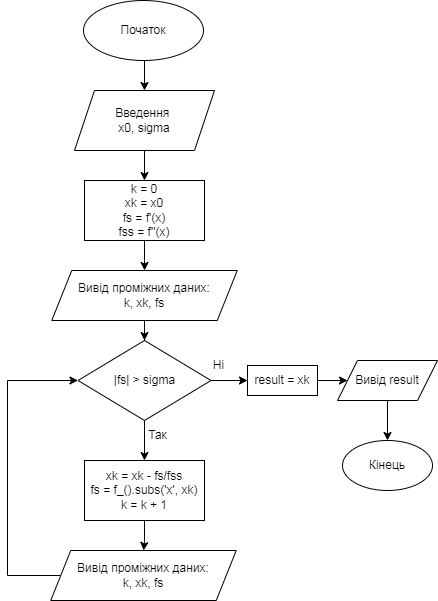 Початок
Введення
x0, sigma
k = 0
xk = x0
fs = f'(x)
fss = f''(x)
Вивід проміжних даних:
k, xk, fs
|fs| > sigma
Ні
result = xk
Вивід result
Кінець
Так
xk = xk - fs/fss
fs = f_().subs('x', xk)
k = k + 1
Вивід проміжних даних:
k, xk, fs